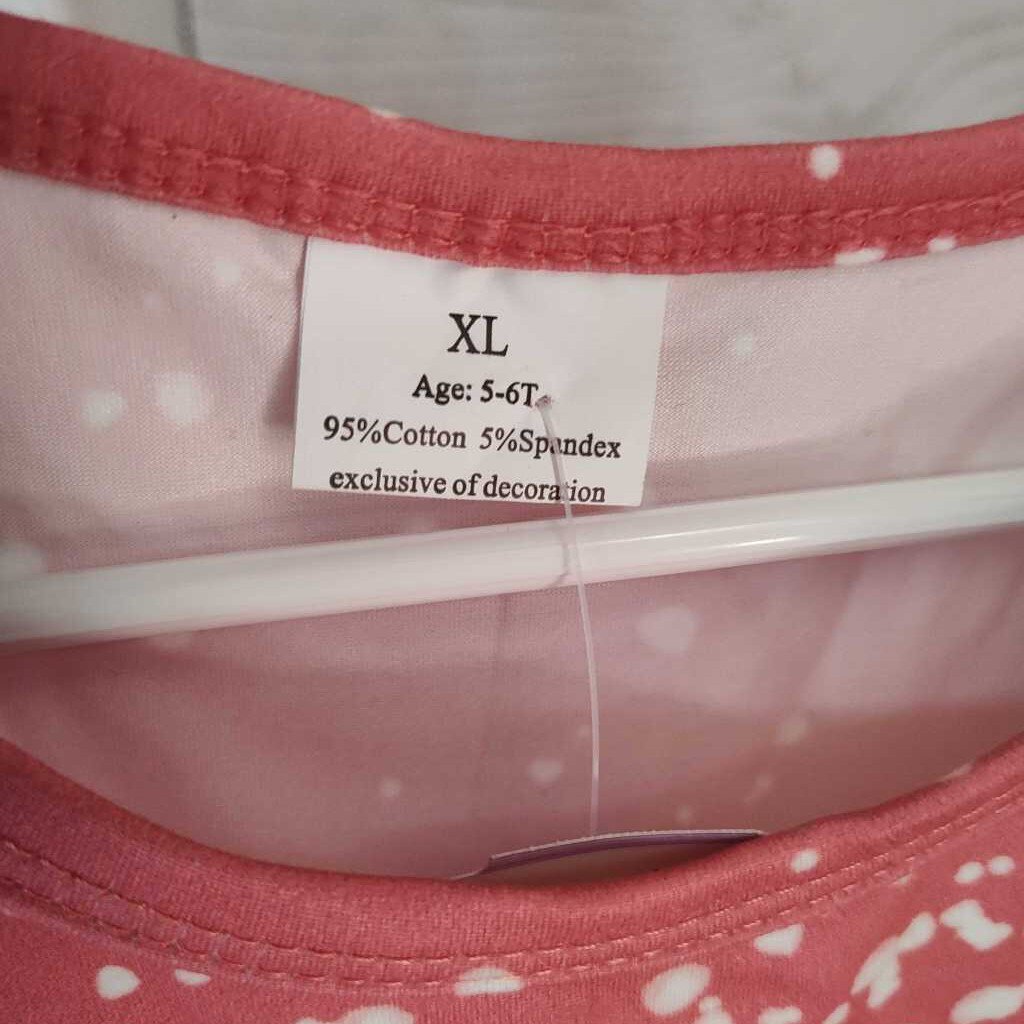 XL
Age: 5-6T
95%Cotton 5%Spandex
exclusive of decoration